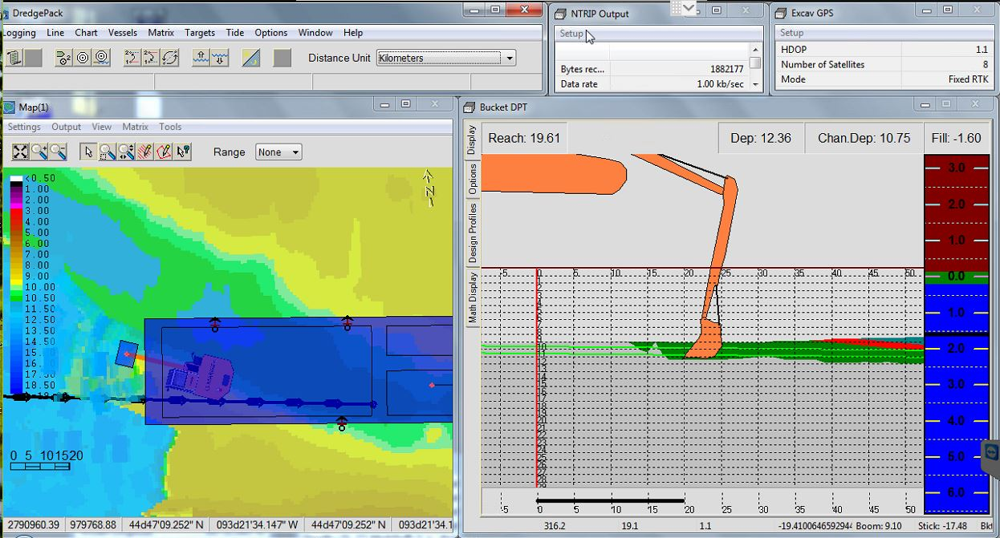 DredgePack
NTRIP Output
Excav GPS
Logging Line Chart Vessels Matrix Targets Tide Options Window Help
Setup
Setup
HDOP 1.1
Distance Unit Kilometers
Bytes rec... 1882177
Number of Satellites 8
Data rate 1.00 kb/sec
Mode Fixed RTK
Map(1)
Bucket DPT
Settings Output View Matrix Tools
Range None
Display
Options
Design Profiles
Math Display
Reach: 19.61
Dep: 12.36
Chan.Dep: 10.75
Fill: -1.60
N
<0.50
1.00
2.00
3.00
4.00
5.00
6.00
7.00
8.00
9.00
10.00
11.50
12.50
13.50
14.50
15.50
16.50
17.50
18.50
0 5 10 15 20
3.0
2.0
1.0
0.0
1.0
2.0
3.0
4.0
5.0
6.0
-5 0 5 10 15 20 25 30 35 40 45 50
1
2
3
4
5
6
7
8
9
10
11
12
13
14
15
16
17
18
19
20
21
22
23
24
25
26
27
28
29
-5 0 5 10 15 20 25 30 35 40 45 50
2790960.39 979768.88 44d47'09.252" N 093d21'34.147" W 44d47'09.252" N 093d21'34.1
316.2 19.1 1.1 -19.4100646592944 Boom: 9.10 Stick: -17.48 Bkt